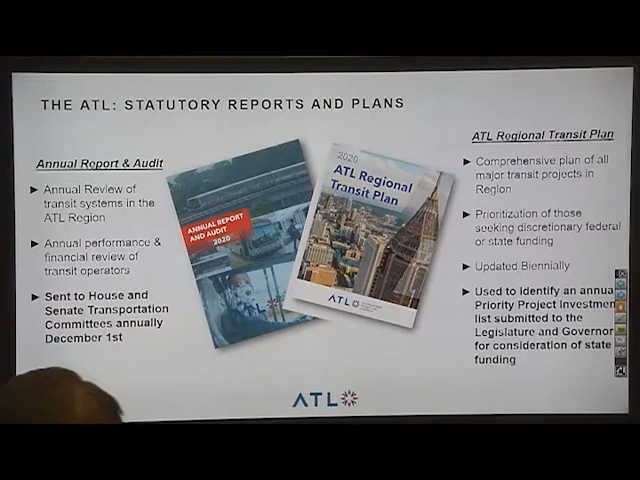 THE ATL: STATUTORY REPORTS AND PLANS
Annual Report & Audit
► Annual Review of
transit systems in the
ATL Region
► Annual performance &
financial review of
transit operators
► Sent to House and
Senate Transportation
Committees annually
December 1st
ANNUAL REPORT
AND AUDIT
2020
ATL
2020
ATL Regional
Transit Plan
ATL
ATL Regional Transit Plan
► Comprehensive plan of all
major transit projects in
Region
► Prioritization of those
seeking discretionary federal
or state funding
► Updated Biennially
► Used to identify an annua
Priority Project Investmen
list submitted to the
Legislature and Governor
for consideration of state
funding
ATL